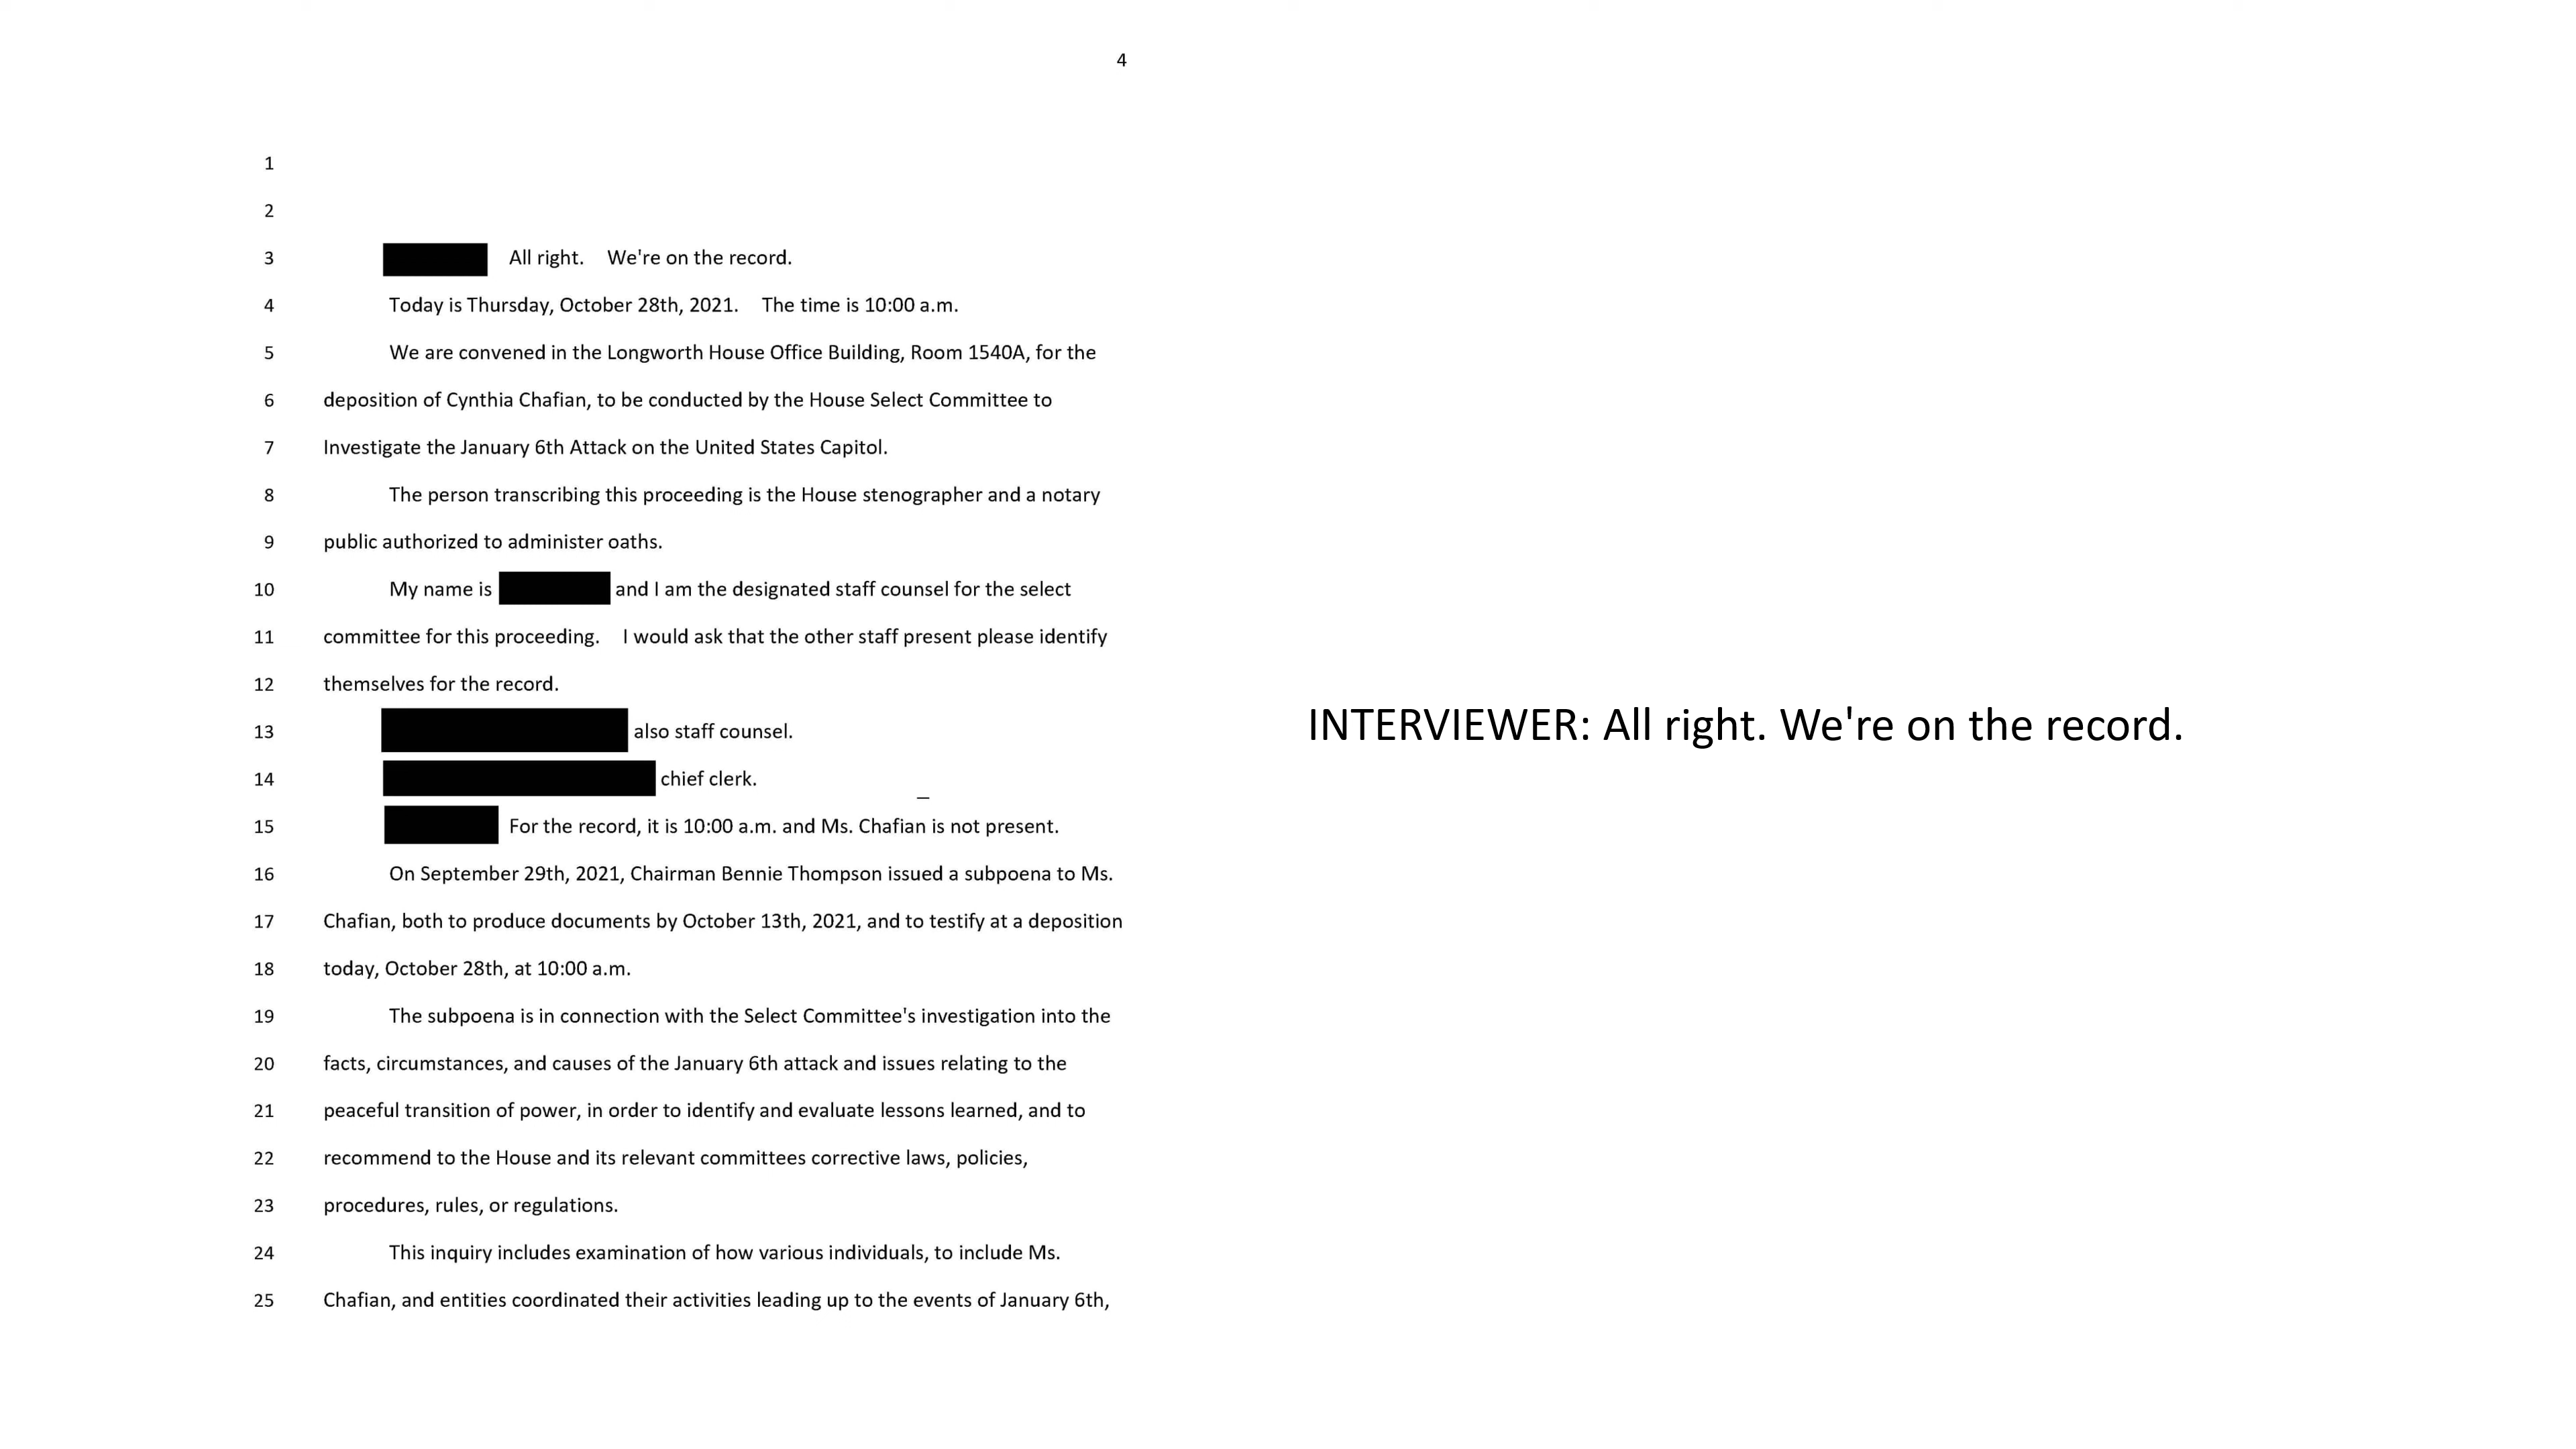 4
1
2
3 All right. We're on the record.
4 Today is Thursday, October 28th, 2021. The time is 10:00 a.m.
5 We are convened in the Longworth House Office Building, Room 1540A, for the
6 deposition of Cynthia Chafian, to be conducted by the House Select Committee to
7 Investigate the January 6th Attack on the United States Capitol.
8 The person transcribing this proceeding is the House stenographer and a notary
9 public authorized to administer oaths.
10 My name is and I am the designated staff counsel for the select
11 committee for this proceeding. I would ask that the other staff present please identify
12 themselves for the record.
13 also staff counsel.
14 chief clerk.
15 For the record, it is 10:00 a.m. and Ms. Chafian is not present.
16 On September 29th, 2021, Chairman Bennie Thompson issued a subpoena to Ms.
17 Chafian, both to produce documents by October 13th, 2021, and to testify at a deposition
18 today, October 28th, at 10:00 a.m.
19 The subpoena is in connection with the Select Committee's investigation into the
20 facts, circumstances, and causes of the January 6th attack and issues relating to the
21 peaceful transition of power, in order to identify and evaluate lessons learned, and to
22 recommend to the House and its relevant committees corrective laws, policies,
23 procedures, rules, or regulations.
24 This inquiry includes examination of how various individuals, to include Ms.
25 Chafian, and entities coordinated their activities leading up to the events of January 6th,
INTERVIEWER: All right. We're on the record.